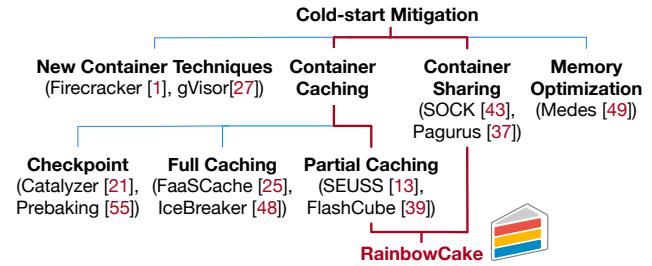 Cold-start Mitigation
New Container Techniques
(Firecracker [1], gVisor[27])
Container
Caching
Container
Sharing
(SOCK [43],
Pagurus [37])
Memory
Optimization
(Medes [49])
Checkpoint
(Catalyzer [21],
Prebaking [55])
Full Caching
(FaaSCache [25],
IceBreaker [48])
Partial Caching
(SEUSS [13],
FlashCube [39])
RainbowCake